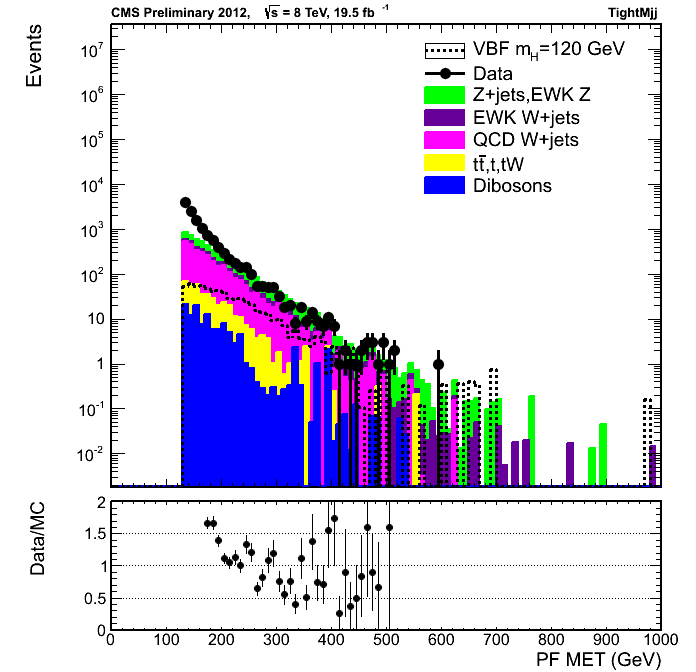 CMS Preliminary 2012, √s = 8 TeV, 19.5 fb⁻¹ TightMjj
Events
10⁷
10⁶
10⁵
10⁴
10³
10²
10
1
10⁻¹
10⁻²
VBF m_H=120 GeV
Data
Z+jets,EWK Z
EWK W+jets
QCD W+jets
tt̅,t,tW
Dibosons
Data/MC
2
1.5
1
0.5
0
0 100 200 300 400 500 600 700 800 900 1000
PF MET (GeV)